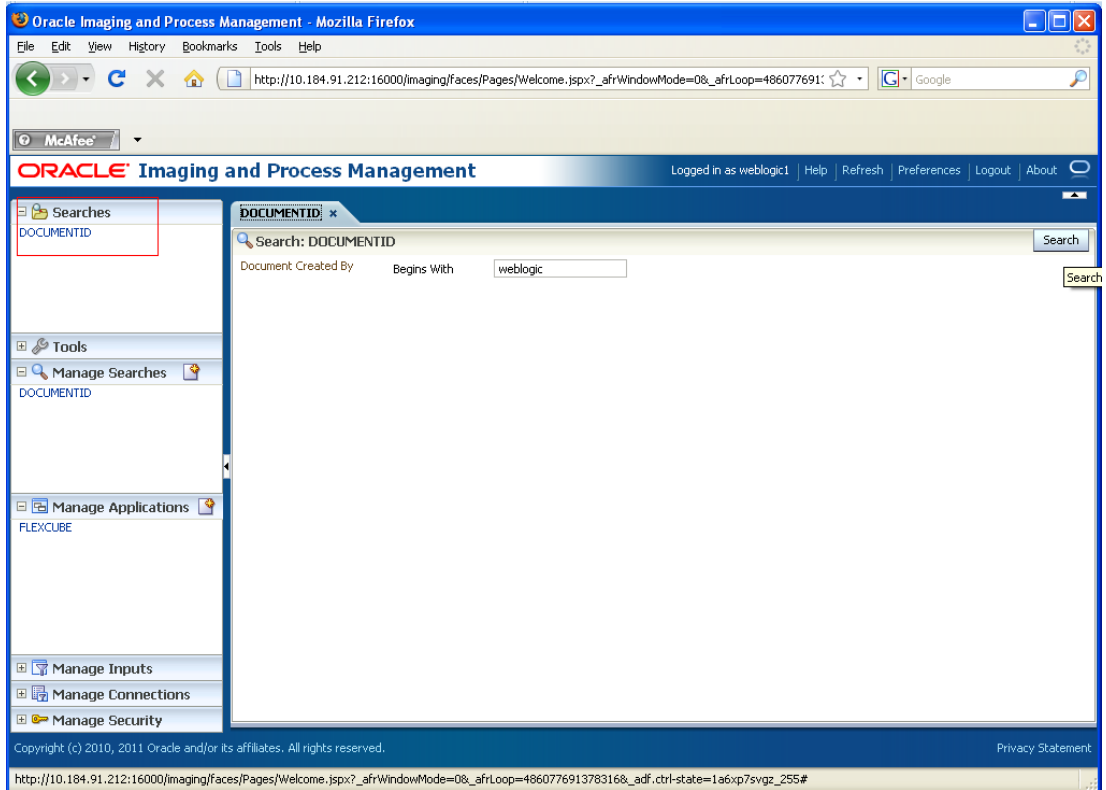 Oracle Imaging and Process Management - Mozilla Firefox
File Edit View History Bookmarks Tools Help
http://10.184.91.212:16000/imaging/faces/Pages/Welcome.jspx?_afrWindowMode=0&_afrLoop=486077691
G Google
McAfee
ORACLE Imaging and Process Management
Logged in as weblogic1 | Help | Refresh | Preferences | Logout | About
Searches
DOCUMENTID
DOCUMENTID
Search: DOCUMENTID
Search
Document Created By Begins With weblogic
Search
Tools
Manage Searches
DOCUMENTID
Manage Applications
FLEXCUBE
Manage Inputs
Manage Connections
Manage Security
Copyright (c) 2010, 2011 Oracle and/or its affiliates. All rights reserved.
Privacy Statement
http://10.184.91.212:16000/imaging/faces/Pages/Welcome.jspx?_afrWindowMode=0&_afrLoop=486077691378316&_adf.ctrl-state=1a6xp7svgz_255#